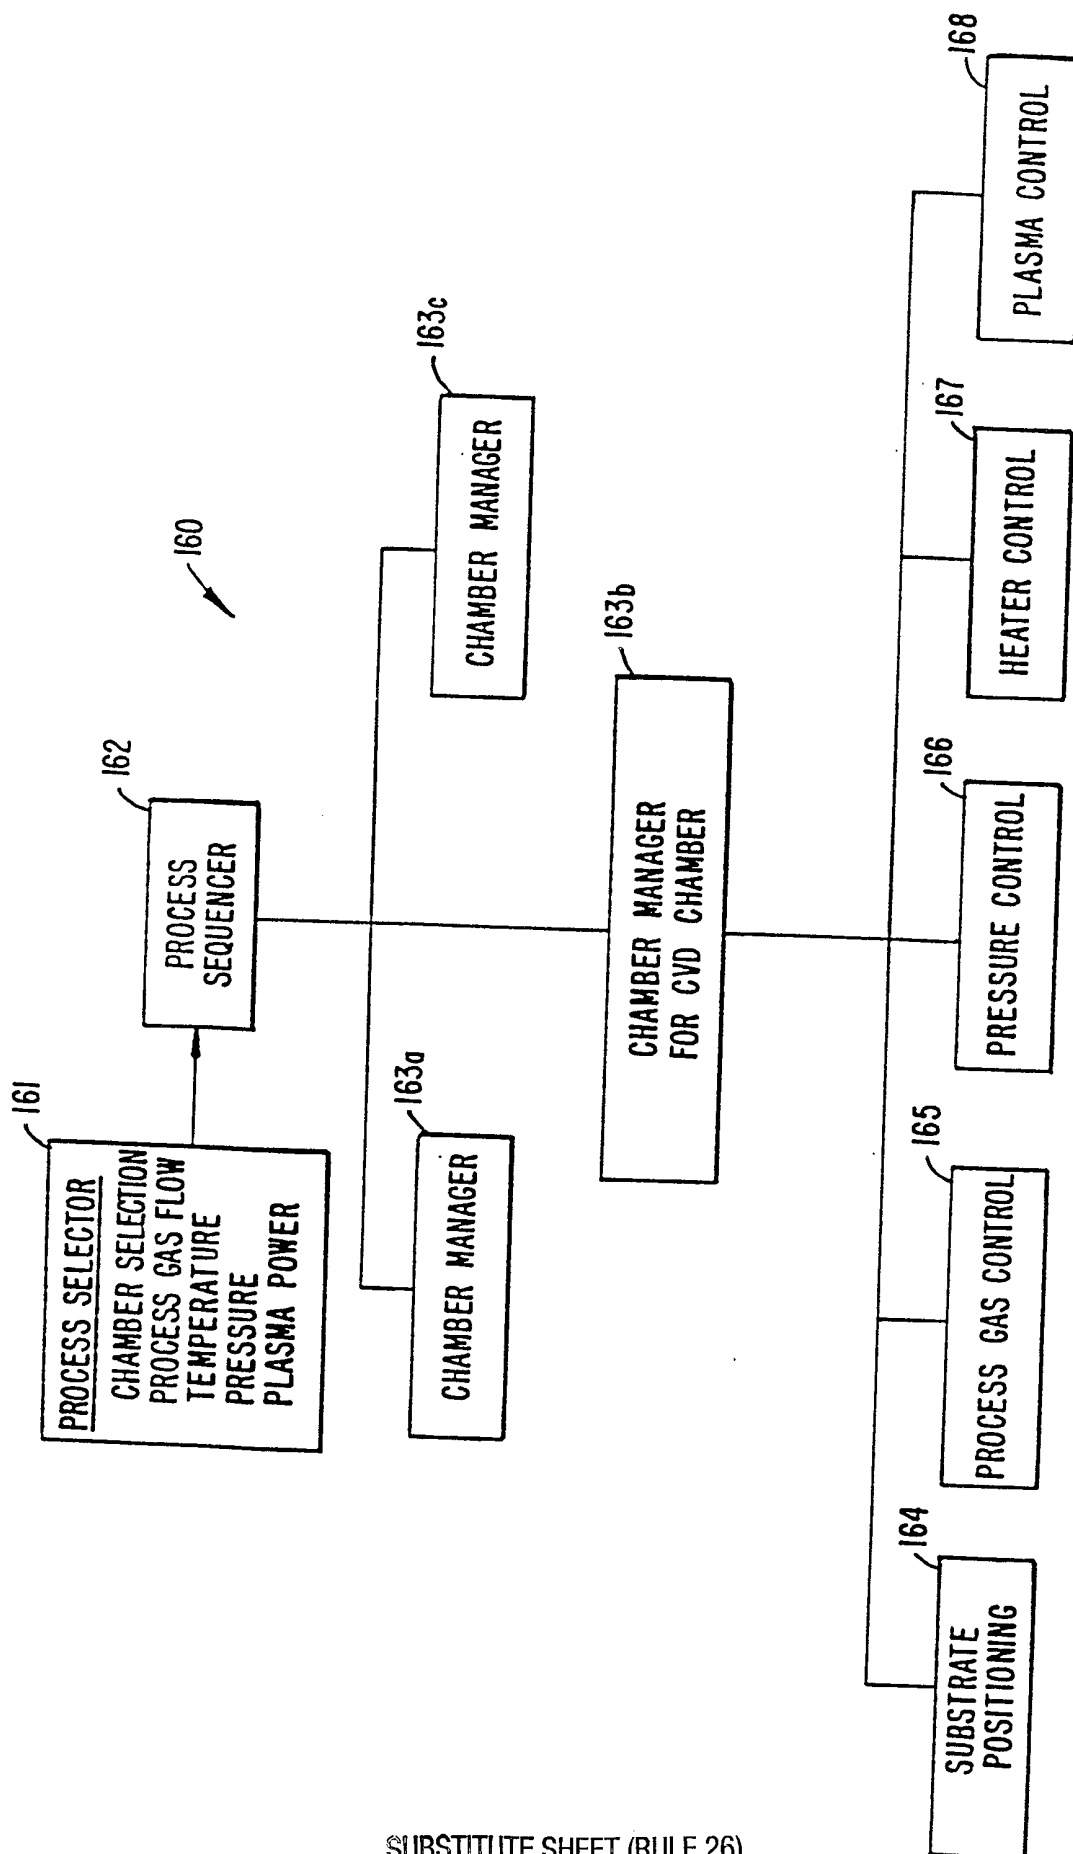 160
161
PROCESS SELECTOR
CHAMBER SELECTION
PROCESS GAS FLOW
TEMPERATURE
PRESSURE
PLASMA POWER
162
PROCESS
SEQUENCER
163a
CHAMBER MANAGER
163b
CHAMBER MANAGER
FOR CVD CHAMBER
163c
CHAMBER MANAGER
164
SUBSTRATE
POSITIONING
165
PROCESS GAS CONTROL
166
PRESSURE CONTROL
167
HEATER CONTROL
168
PLASMA CONTROL
SUBSTITUTE SHEET (RULE 26)